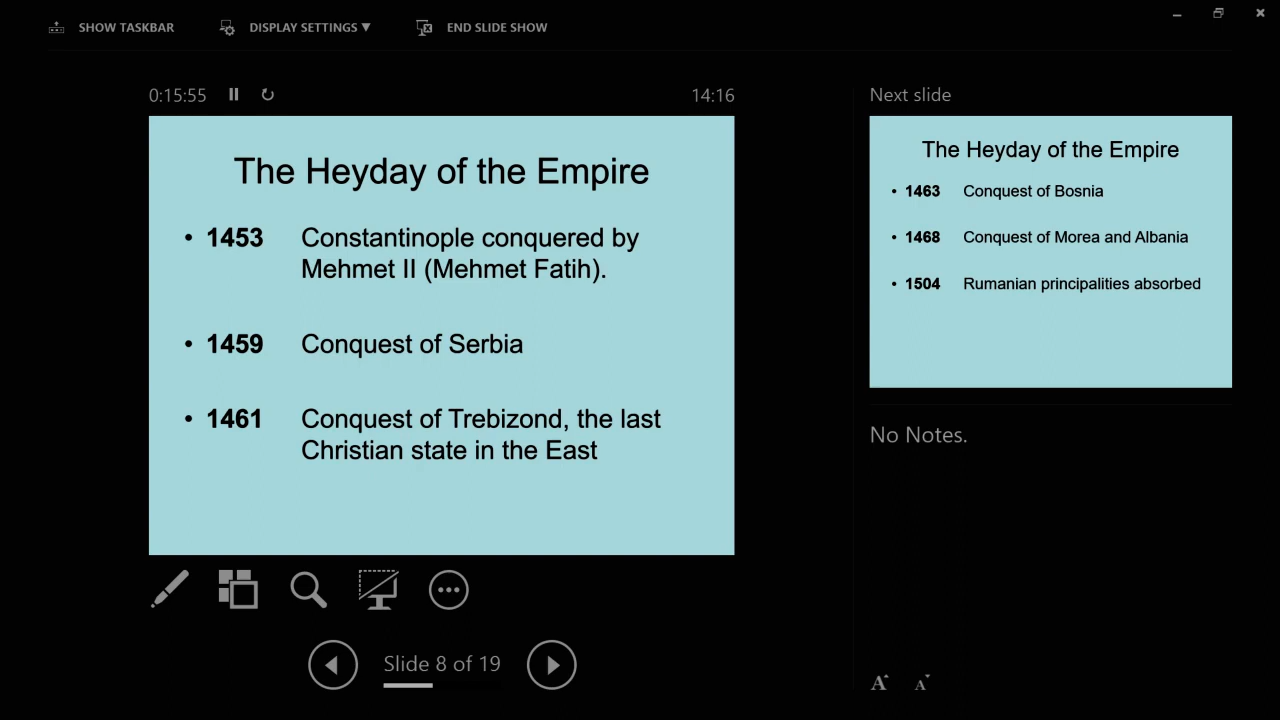 SHOW TASKBAR
DISPLAY SETTINGS ▼
END SLIDE SHOW
0:15:55
14:16
The Heyday of the Empire
• 1453 Constantinople conquered by
Mehmet II (Mehmet Fatih).
• 1459 Conquest of Serbia
• 1461 Conquest of Trebizond, the last
Christian state in the East
Slide 8 of 19
Next slide
The Heyday of the Empire
• 1463 Conquest of Bosnia
• 1468 Conquest of Morea and Albania
• 1504 Rumanian principalities absorbed
No Notes.
A A